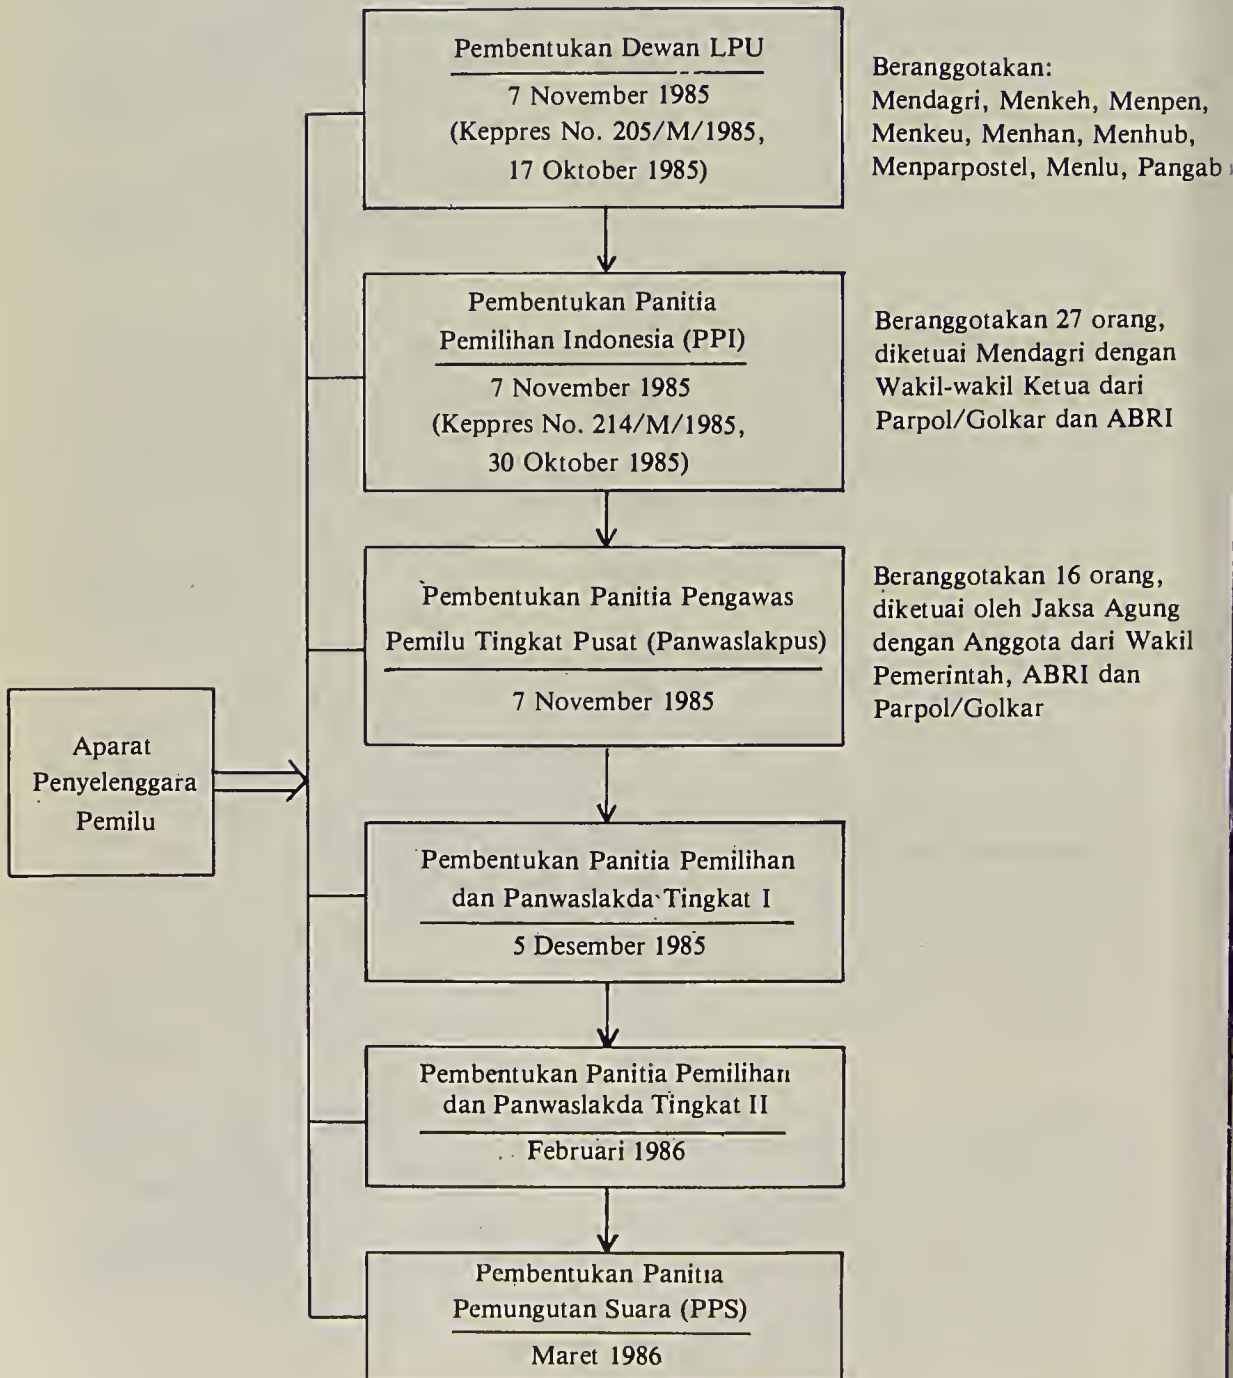 Pembentukan Dewan LPU
7 November 1985
(Keppres No. 205/M/1985,
17 Oktober 1985)
Beranggotakan:
Mendagri, Menkeh, Menpen,
Menkeu, Menhan, Menhub,
Menparpostel, Menlu, Pangab
Pembentukan Panitia
Pemilihan Indonesia (PPI)
7 November 1985
(Keppres No. 214/M/1985,
30 Oktober 1985)
Beranggotakan 27 orang,
diketuai Mendagri dengan
Wakil-wakil Ketua dari
Parpol/Golkar dan ABRI
Pembentukan Panitia Pengawas
Pemilu Tingkat Pusat (Panwaslakpus)
7 November 1985
Beranggotakan 16 orang,
diketuai oleh Jaksa Agung
dengan Anggota dari Wakil
Pemerintah, ABRI dan
Parpol/Golkar
Aparat
Penyelenggara
Pemilu
Pembentukan Panitia Pemilihan
dan Panwaslakda Tingkat I
5 Desember 1985
Pembentukan Panitia Pemilihan
dan Panwaslakda Tingkat II
Februari 1986
Pembentukan Panitia
Pemungutan Suara (PPS)
Maret 1986